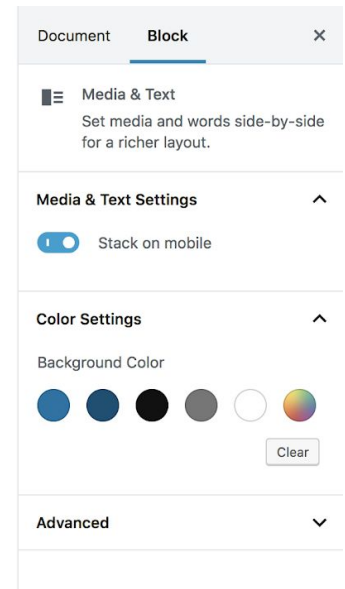 Document Block
Media & Text
Set media and words side-by-side
for a richer layout.
Media & Text Settings
Stack on mobile
Color Settings
Background Color
Clear
Advanced